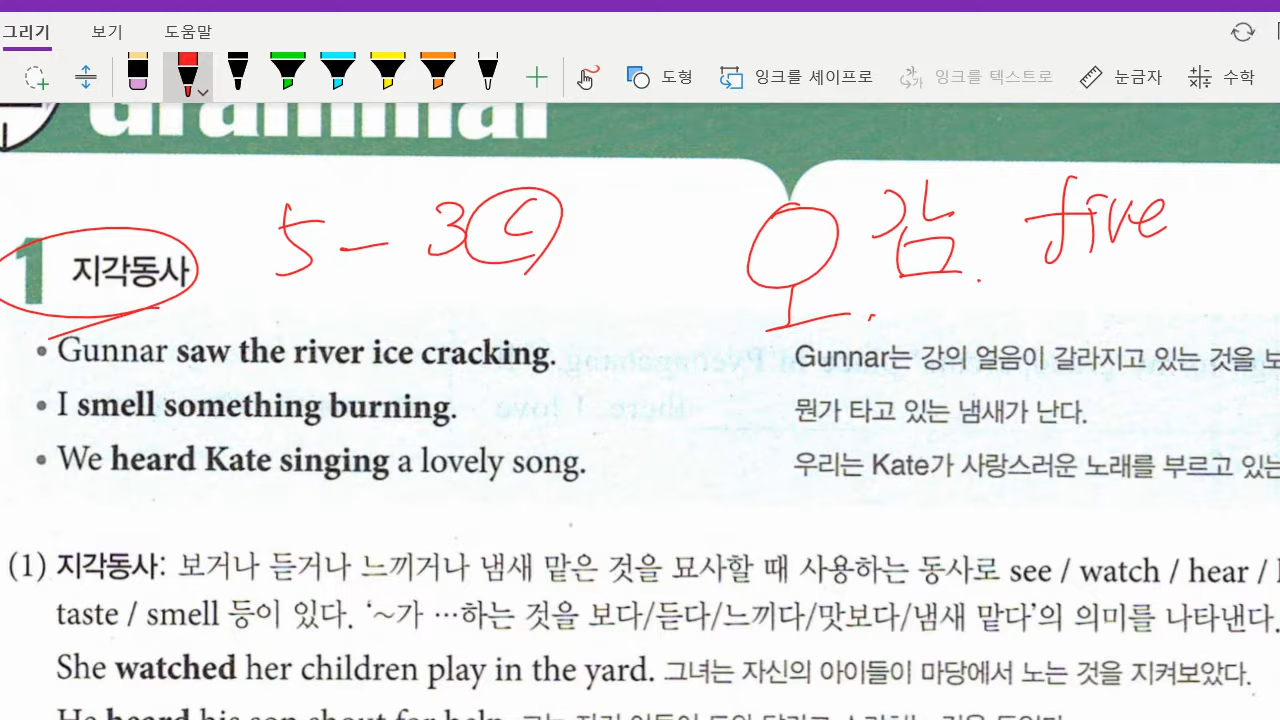 그리기 보기 도움말
도형 잉크를 셰이프로 잉크를 텍스트로 눈금자 수학
Grammar
5 - 3 C 오.감. five
1 지각동사
• Gunnar saw the river ice cracking. Gunnar는 강의 얼음이 갈라지고 있는 것을
• I smell something burning. 뭔가 타고 있는 냄새가 난다.
• We heard Kate singing a lovely song. 우리는 Kate가 사랑스러운 노래를 부르고 있는
(1) 지각동사: 보거나 듣거나 느끼거나 냄새 맡은 것을 묘사할 때 사용하는 동사로 see / watch / hear /
taste / smell 등이 있다. ‘~가 …하는 것을 보다/듣다/느끼다/맛보다/냄새 맡다’의 의미를 나타낸다.
She watched her children play in the yard. 그녀는 자신의 아이들이 마당에서 노는 것을 지켜보았다.
He heard his son shout for help.